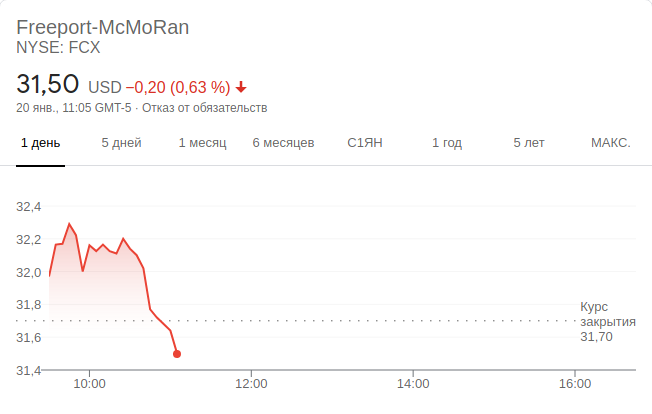 Freeport-McMoRan
NYSE: FCX
31,50 USD −0,20 (0,63 %)
20 янв., 11:05 GMT-5 · Отказ от обязательств
1 день 5 дней 1 месяц 6 месяцев С1ЯН 1 год 5 лет МАКС.
32,4
32,2
32,0
31,8
Курс
закрытия
31,70
31,6
31,4
10:00 12:00 14:00 16:00